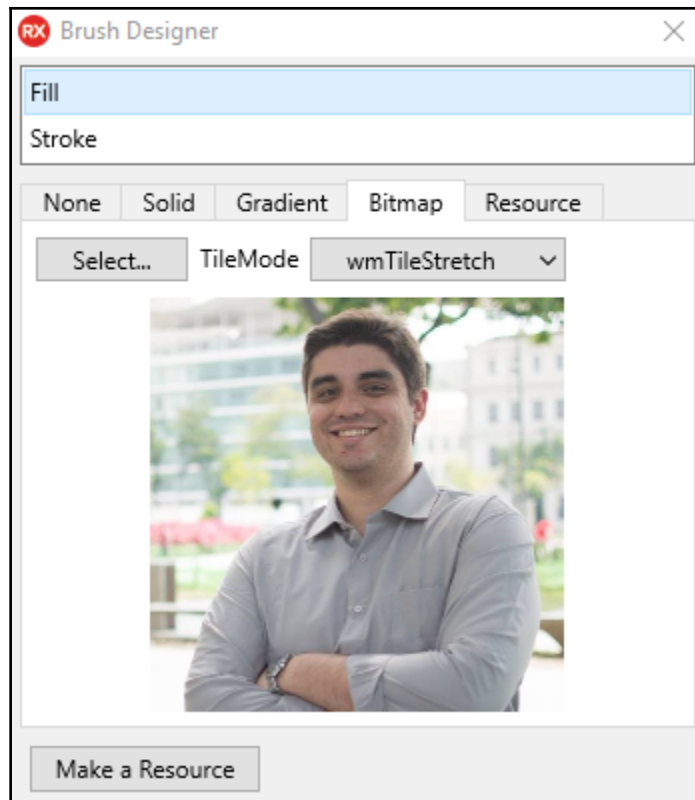 RX Brush Designer
Fill
Stroke
None Solid Gradient Bitmap Resource
Select... TileMode wmTileStretch
Make a Resource